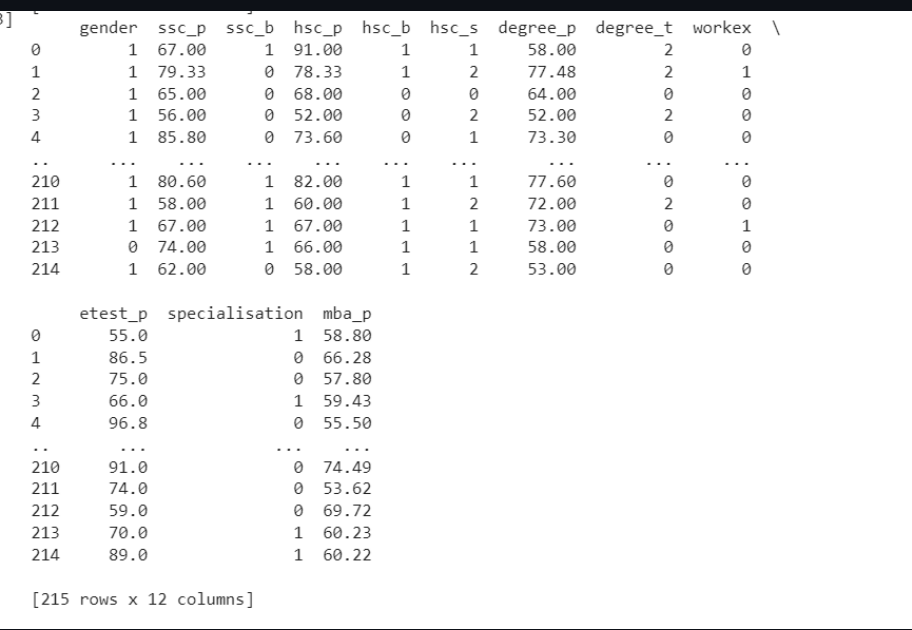 3]
gender ssc_p ssc_b hsc_p hsc_b hsc_s degree_p degree_t workex \
0 1 67.00 1 91.00 1 1 58.00 2 0
1 1 79.33 0 78.33 1 2 77.48 2 1
2 1 65.00 0 68.00 0 0 64.00 0 0
3 1 56.00 0 52.00 0 2 52.00 2 0
4 1 85.80 0 73.60 0 1 73.30 0 0
.. ... ... ... ... ... ... ... ... ...
210 1 80.60 1 82.00 1 1 77.60 0 0
211 1 58.00 1 60.00 1 2 72.00 2 0
212 1 67.00 1 67.00 1 1 73.00 0 1
213 0 74.00 1 66.00 1 1 58.00 0 0
214 1 62.00 0 58.00 1 2 53.00 0 0
etest_p specialisation mba_p
0 55.0 1 58.80
1 86.5 0 66.28
2 75.0 0 57.80
3 66.0 1 59.43
4 96.8 0 55.50
.. ... ... ...
210 91.0 0 74.49
211 74.0 0 53.62
212 59.0 0 69.72
213 70.0 1 60.23
214 89.0 1 60.22
[215 rows x 12 columns]